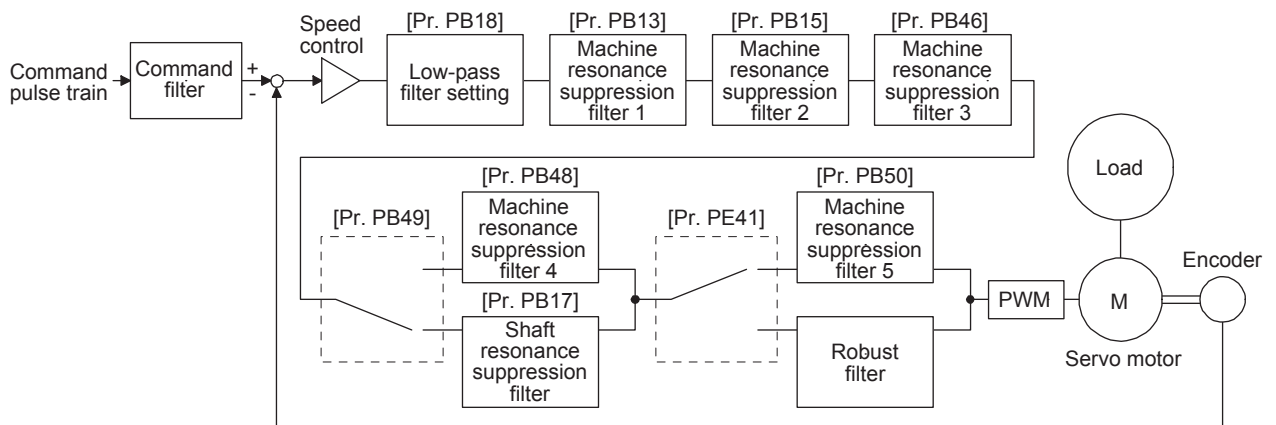 Command
pulse train
Command
filter
+
-
Speed
control
[Pr. PB18]
Low-pass
filter setting
[Pr. PB13]
Machine
resonance
suppression
filter 1
[Pr. PB15]
Machine
resonance
suppression
filter 2
[Pr. PB46]
Machine
resonance
suppression
filter 3
Load
[Pr. PB49]
[Pr. PB48]
Machine
resonance
suppression
filter 4
[Pr. PB17]
Shaft
resonance
suppression
filter
[Pr. PE41]
[Pr. PB50]
Machine
resonance
suppression
filter 5
Robust
filter
PWM
M
Servo motor
Encoder